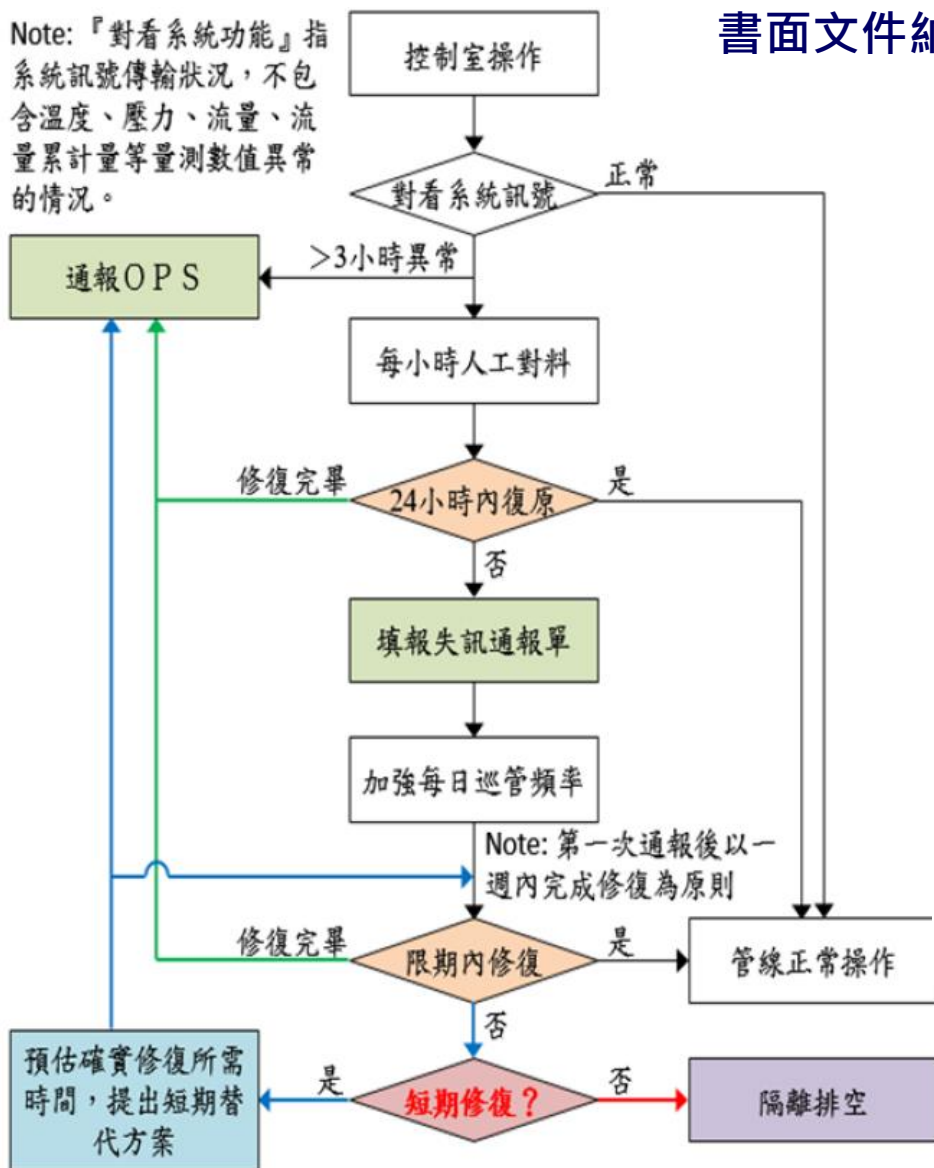 書面文件
Note: 『對看系統功能』指
系統訊號傳輸狀況，不包
含溫度、壓力、流量、流
量累計量等量測數值異常
的情況。
控制室操作
對看系統訊號
正常
>3小時異常
通報OPS
每小時人工對料
修復完畢
24小時內復原
是
否
填報失訊通報單
加強每日巡管頻率
Note: 第一次通報後以一
週內完成修復為原則
修復完畢
限期內修復
是
管線正常操作
否
預估確實修復所需
時間，提出短期替
代方案
是
短期修復？
否
隔離排空